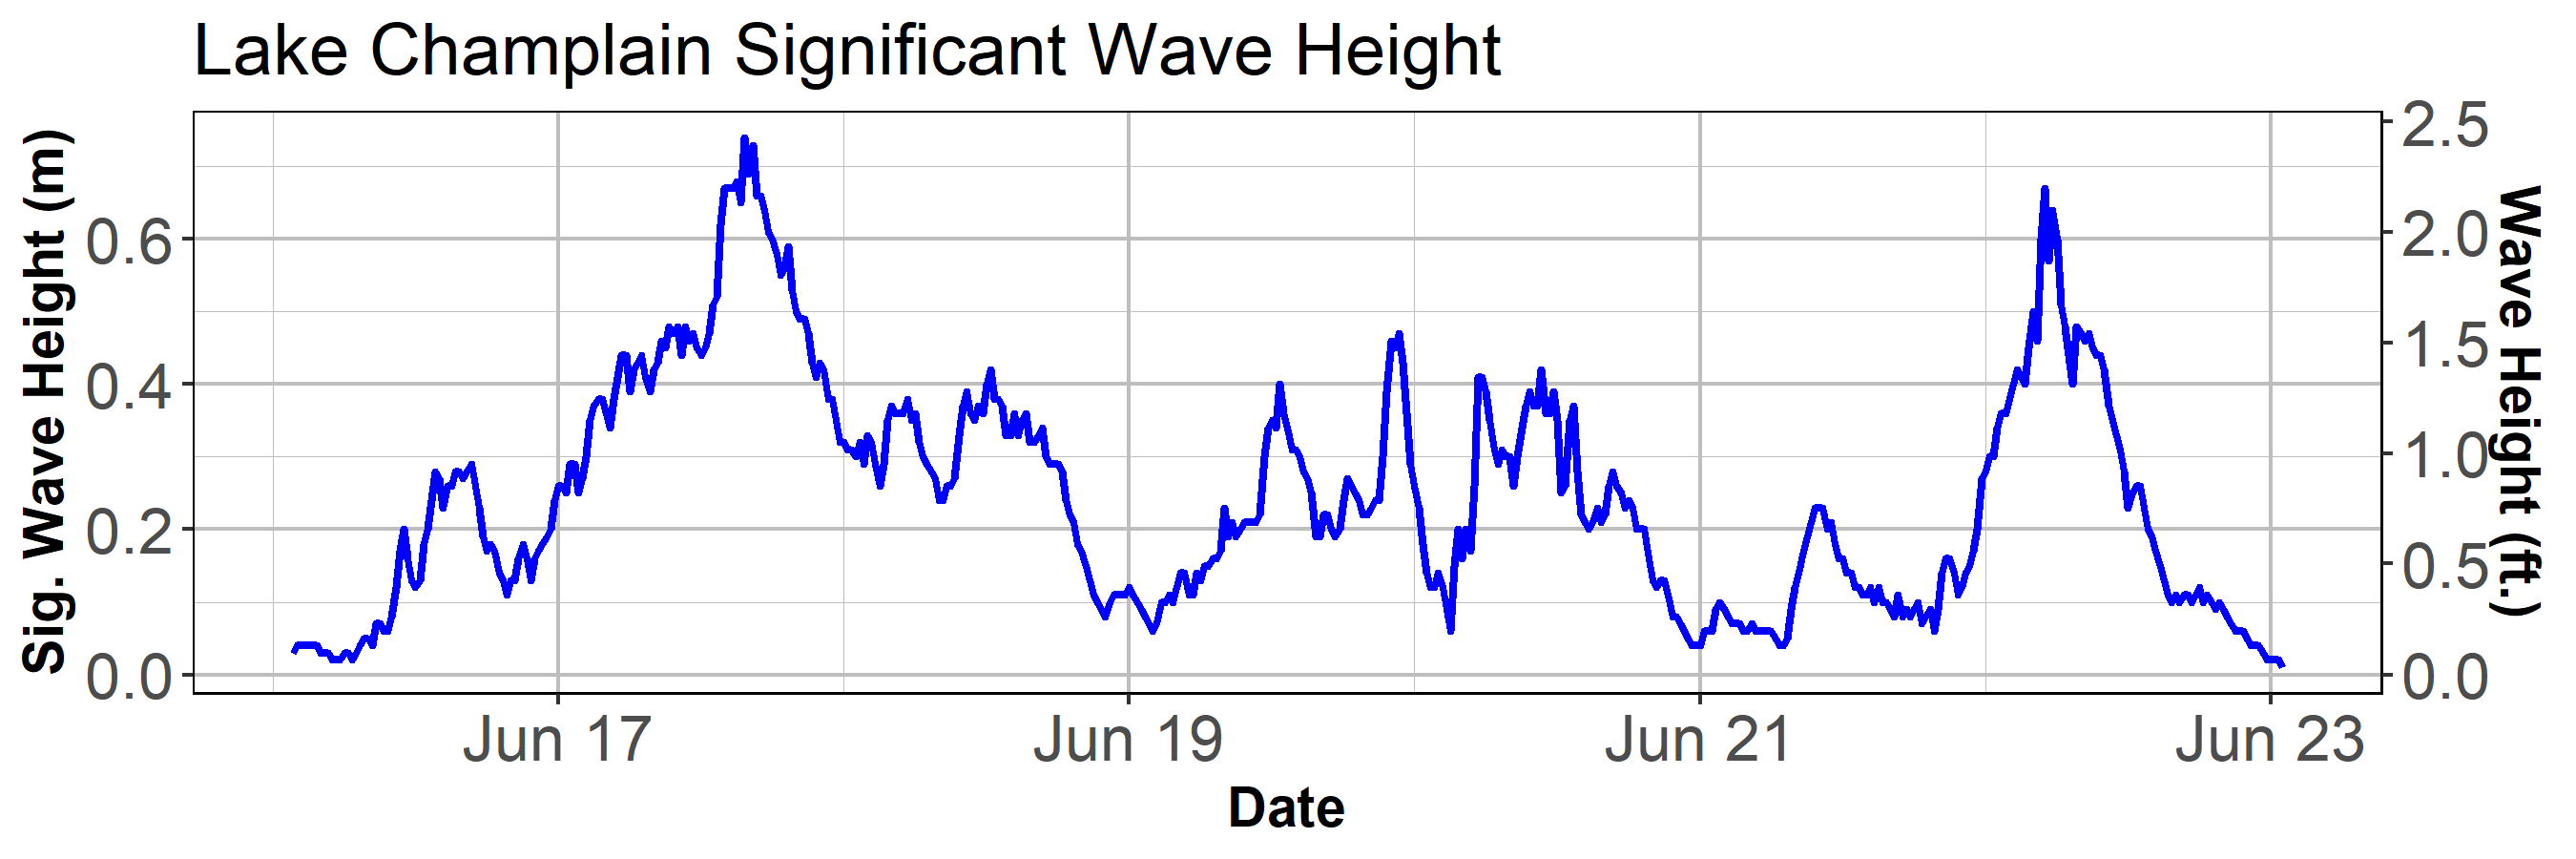 Lake Champlain Significant Wave Height
Sig. Wave Height (m)
0.6
0.4
0.2
0.0
2.5
2.0
1.5
1.0
0.5
0.0
Wave Height (ft.)
Jun 17
Jun 19
Jun 21
Jun 23
Date